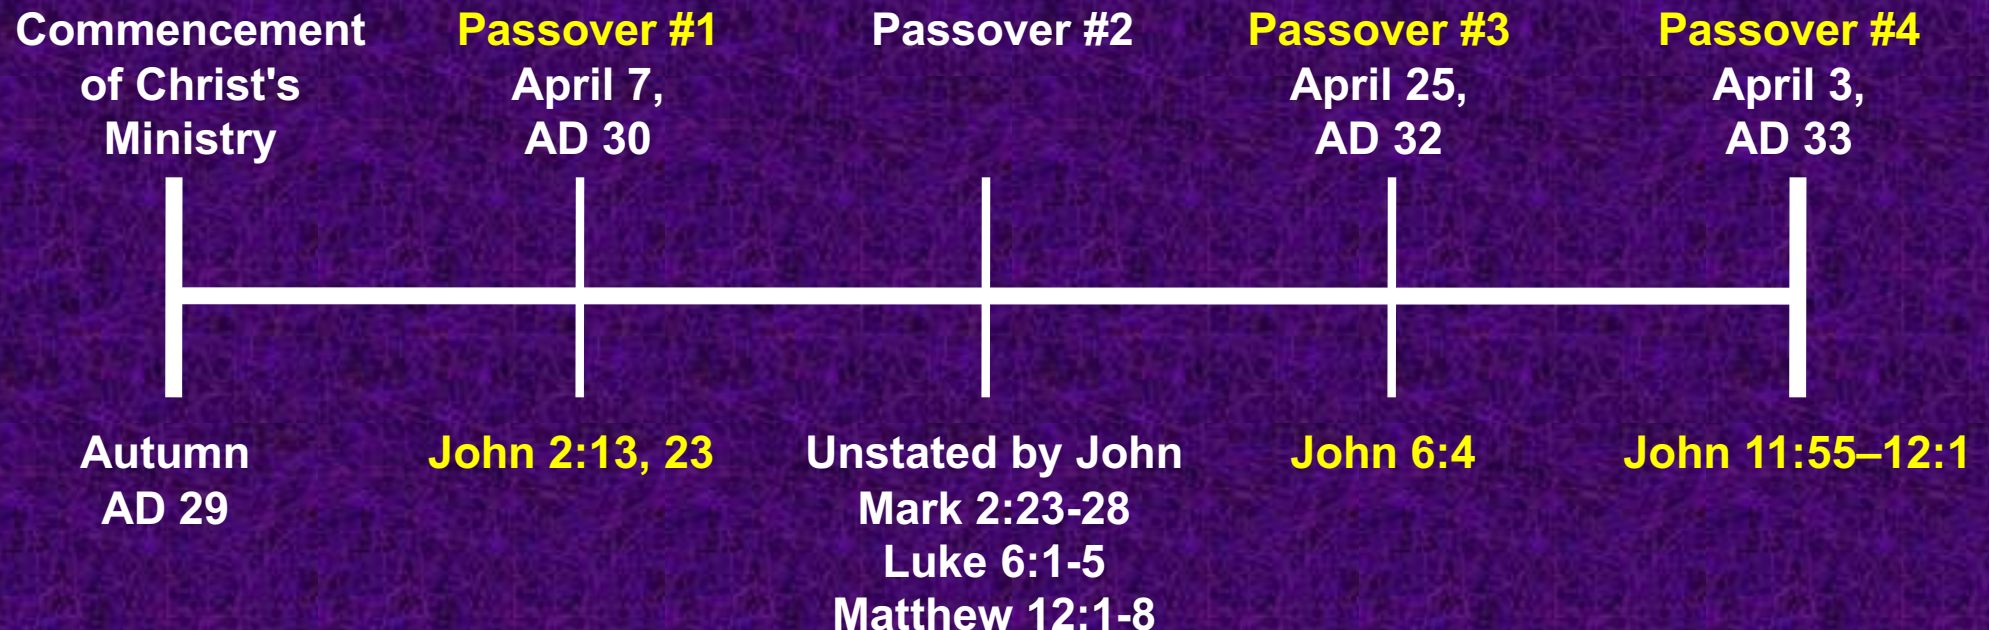 Commencement
of Christ's
Ministry
Passover #1
April 7,
AD 30
Passover #2
Passover #3
April 25,
AD 32
Passover #4
April 3,
AD 33
Autumn
AD 29
John 2:13, 23
Unstated by John
Mark 2:23-28
Luke 6:1-5
Matthew 12:1-8
John 6:4
John 11:55–12:1